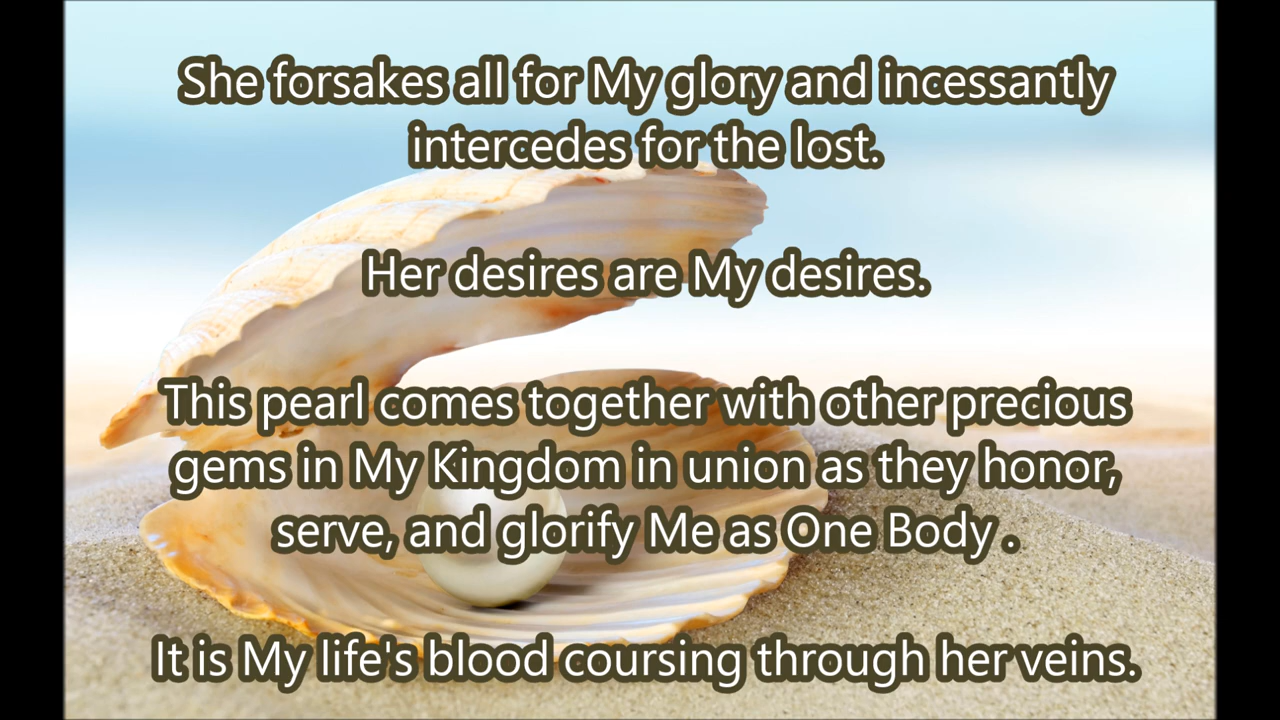 She forsakes all for My glory and incessantly
intercedes for the lost.
Her desires are My desires.
This pearl comes together with other precious
gems in My Kingdom in union as they honor,
serve, and glorify Me as One Body .
It is My life's blood coursing through her veins.